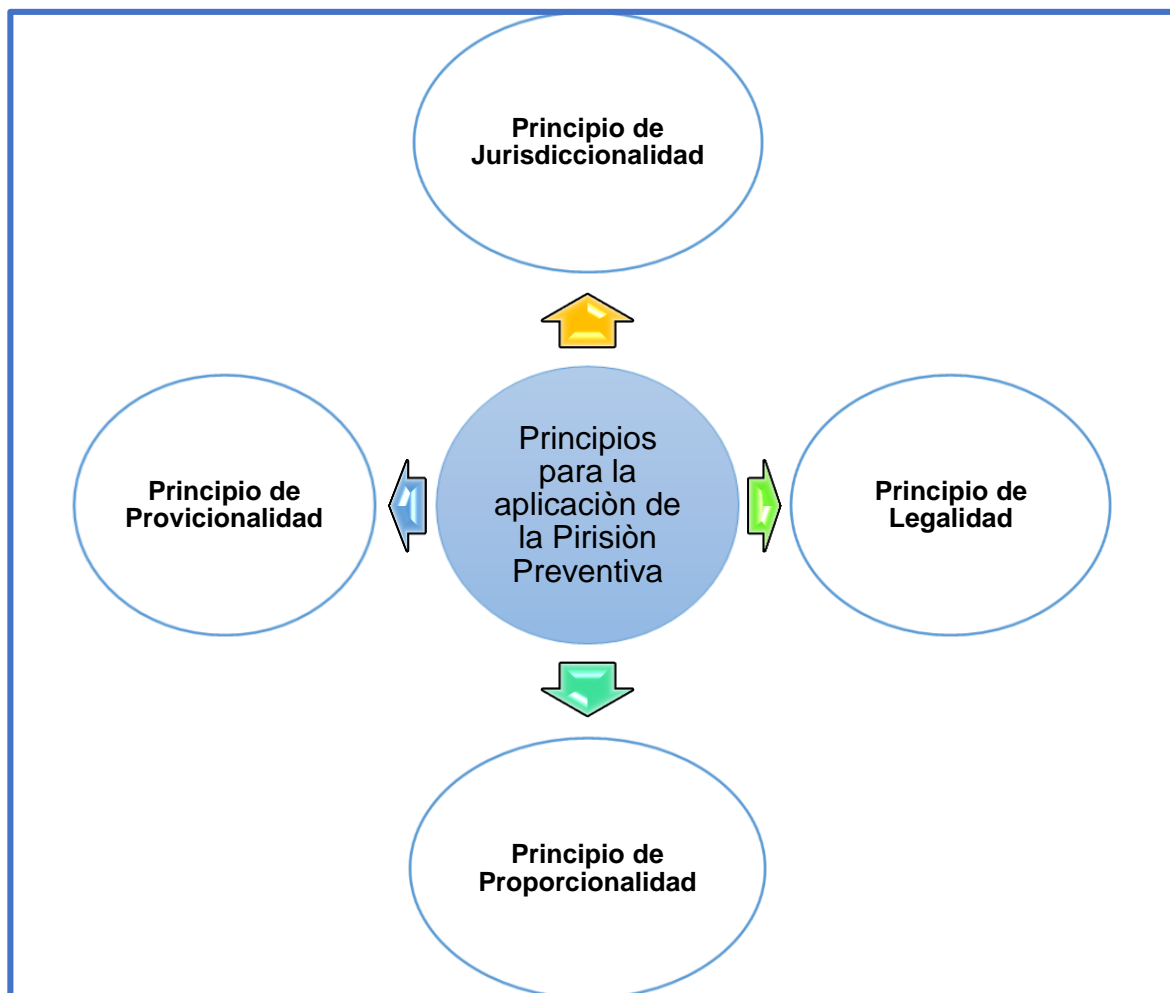 Principio de
Jurisdiccionalidad
Principio de
Provicionalidad
Principios
para la
aplicaciòn de
la Pirisiòn
Preventiva
Principio de
Legalidad
Principio de
Proporcionalidad